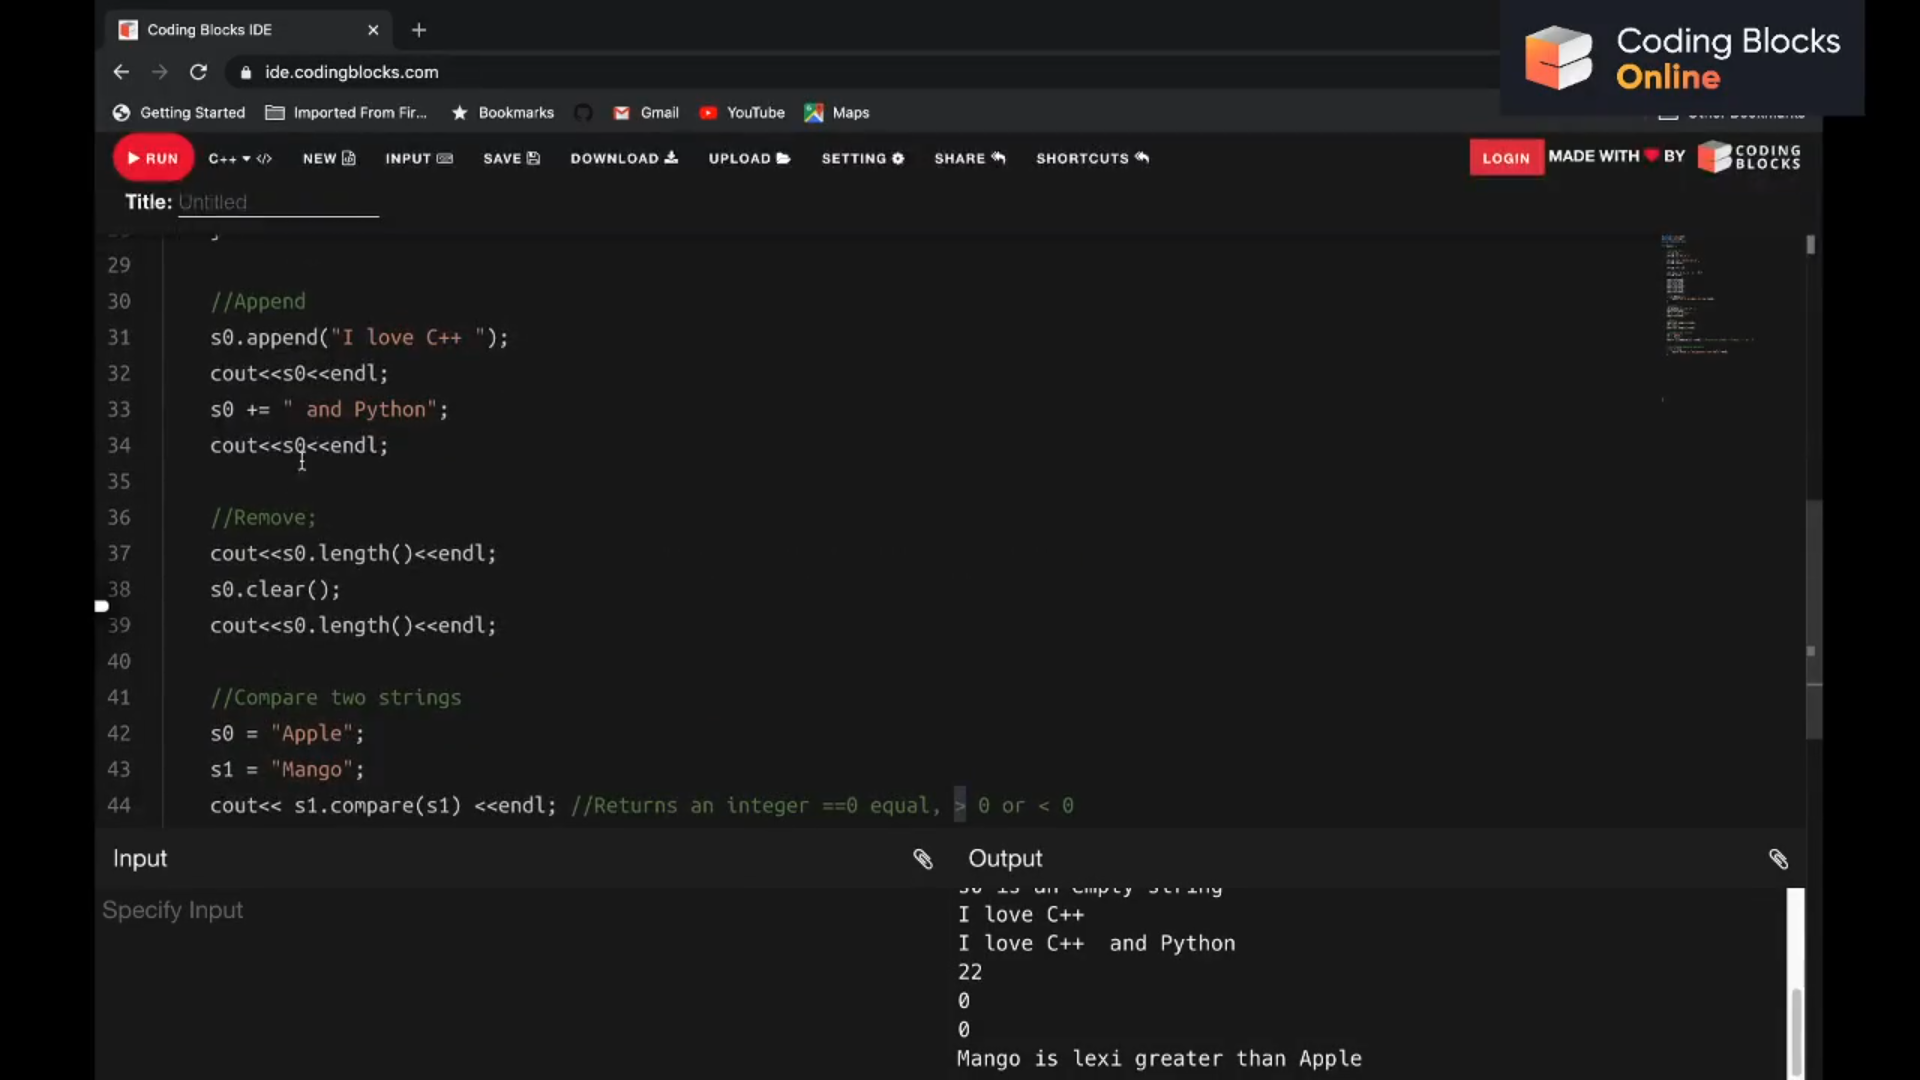 Coding Blocks IDE
Coding Blocks
Online
ide.codingblocks.com
Getting Started Imported From Fir... Bookmarks Gmail YouTube Maps
RUN C++ NEW INPUT SAVE DOWNLOAD UPLOAD SETTING SHARE SHORTCUTS LOGIN MADE WITH BY CODING BLOCKS
Title: Untitled
29
30 //Append
31 s0.append("I love C++ ");
32 cout<<s0<<endl;
33 s0 += " and Python";
34 cout<<s0<<endl;
35
36 //Remove;
37 cout<<s0.length()<<endl;
38 s0.clear();
39 cout<<s0.length()<<endl;
40
41 //Compare two strings
42 s0 = "Apple";
43 s1 = "Mango";
44 cout<< s1.compare(s1) <<endl; //Returns an integer ==0 equal, > 0 or < 0
Input Output
Specify Input
s0 is an empty string
I love C++
I love C++  and Python
22
0
0
Mango is lexi greater than Apple